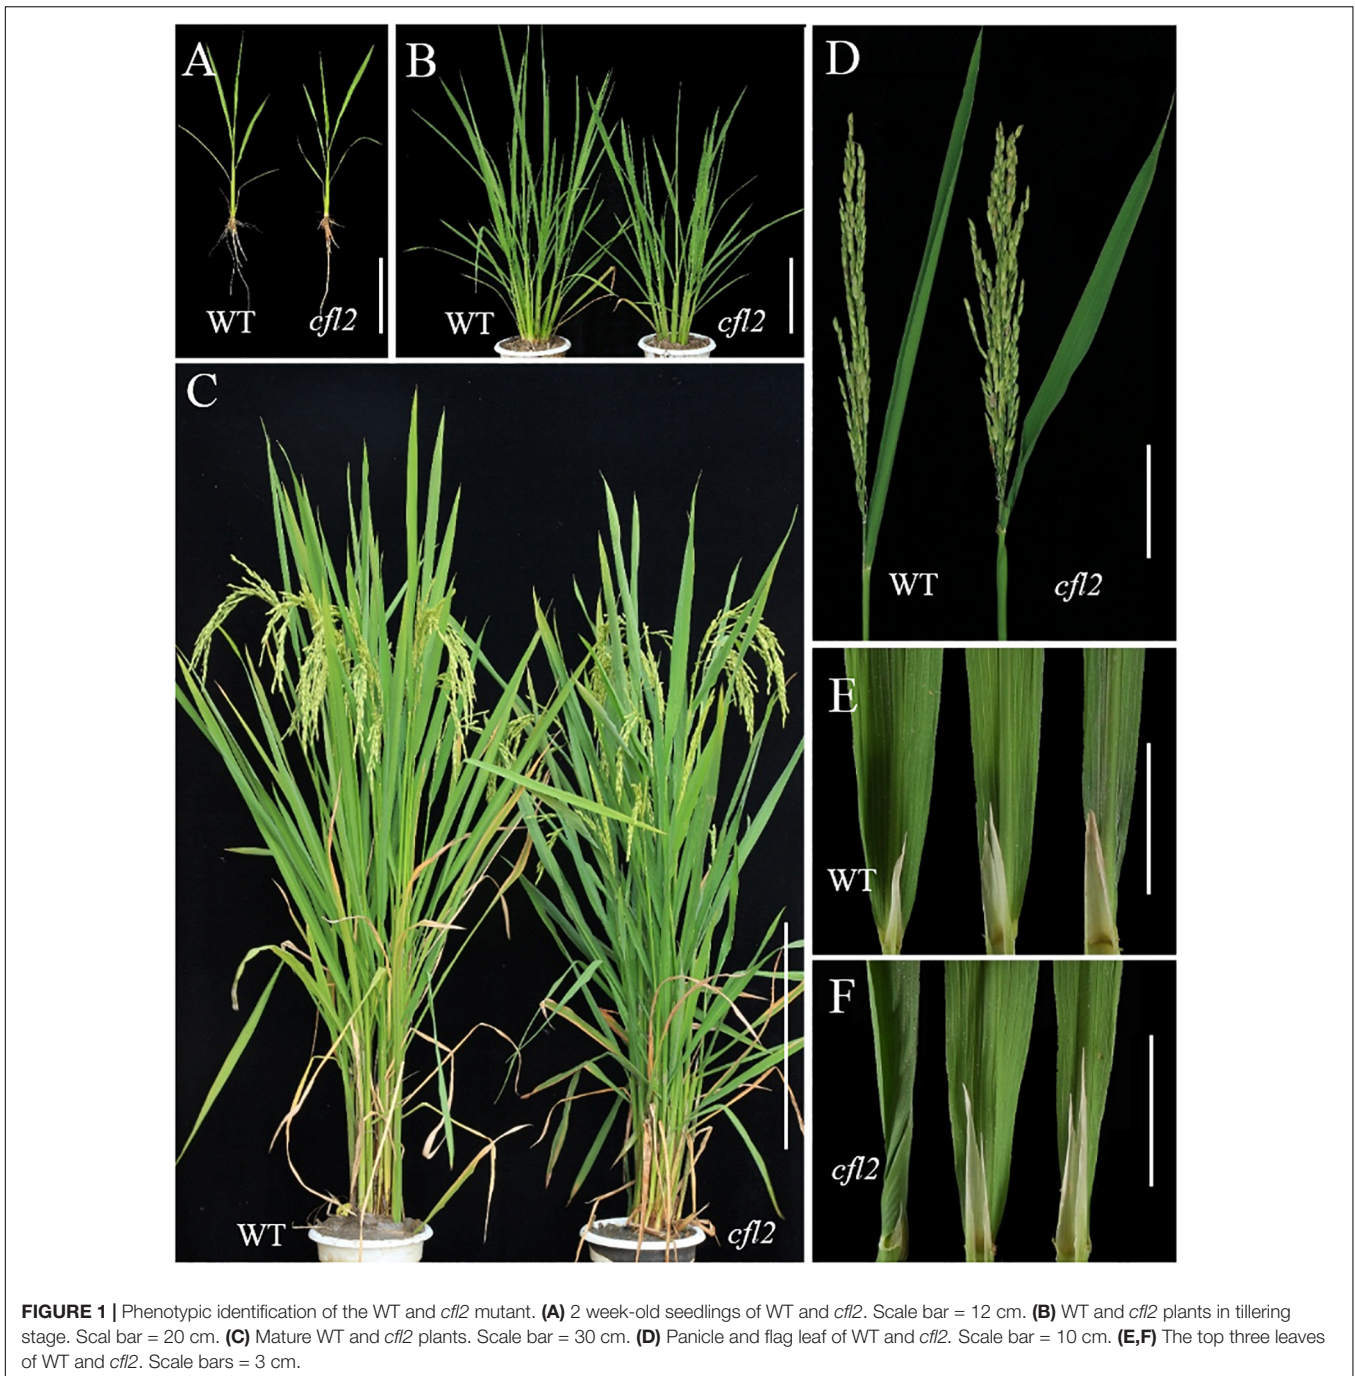 A
WT
cfl2
B
WT
cfl2
C
WT
cfl2
D
WT
cfl2
E
WT
F
cfl2
FIGURE 1 | Phenotypic identification of the WT and cfl2 mutant. (A) 2 week-old seedlings of WT and cfl2. Scale bar = 12 cm. (B) WT and cfl2 plants in tillering
stage. Scal bar = 20 cm. (C) Mature WT and cfl2 plants. Scale bar = 30 cm. (D) Panicle and flag leaf of WT and cfl2. Scale bar = 10 cm. (E,F) The top three leaves
of WT and cfl2. Scale bars = 3 cm.